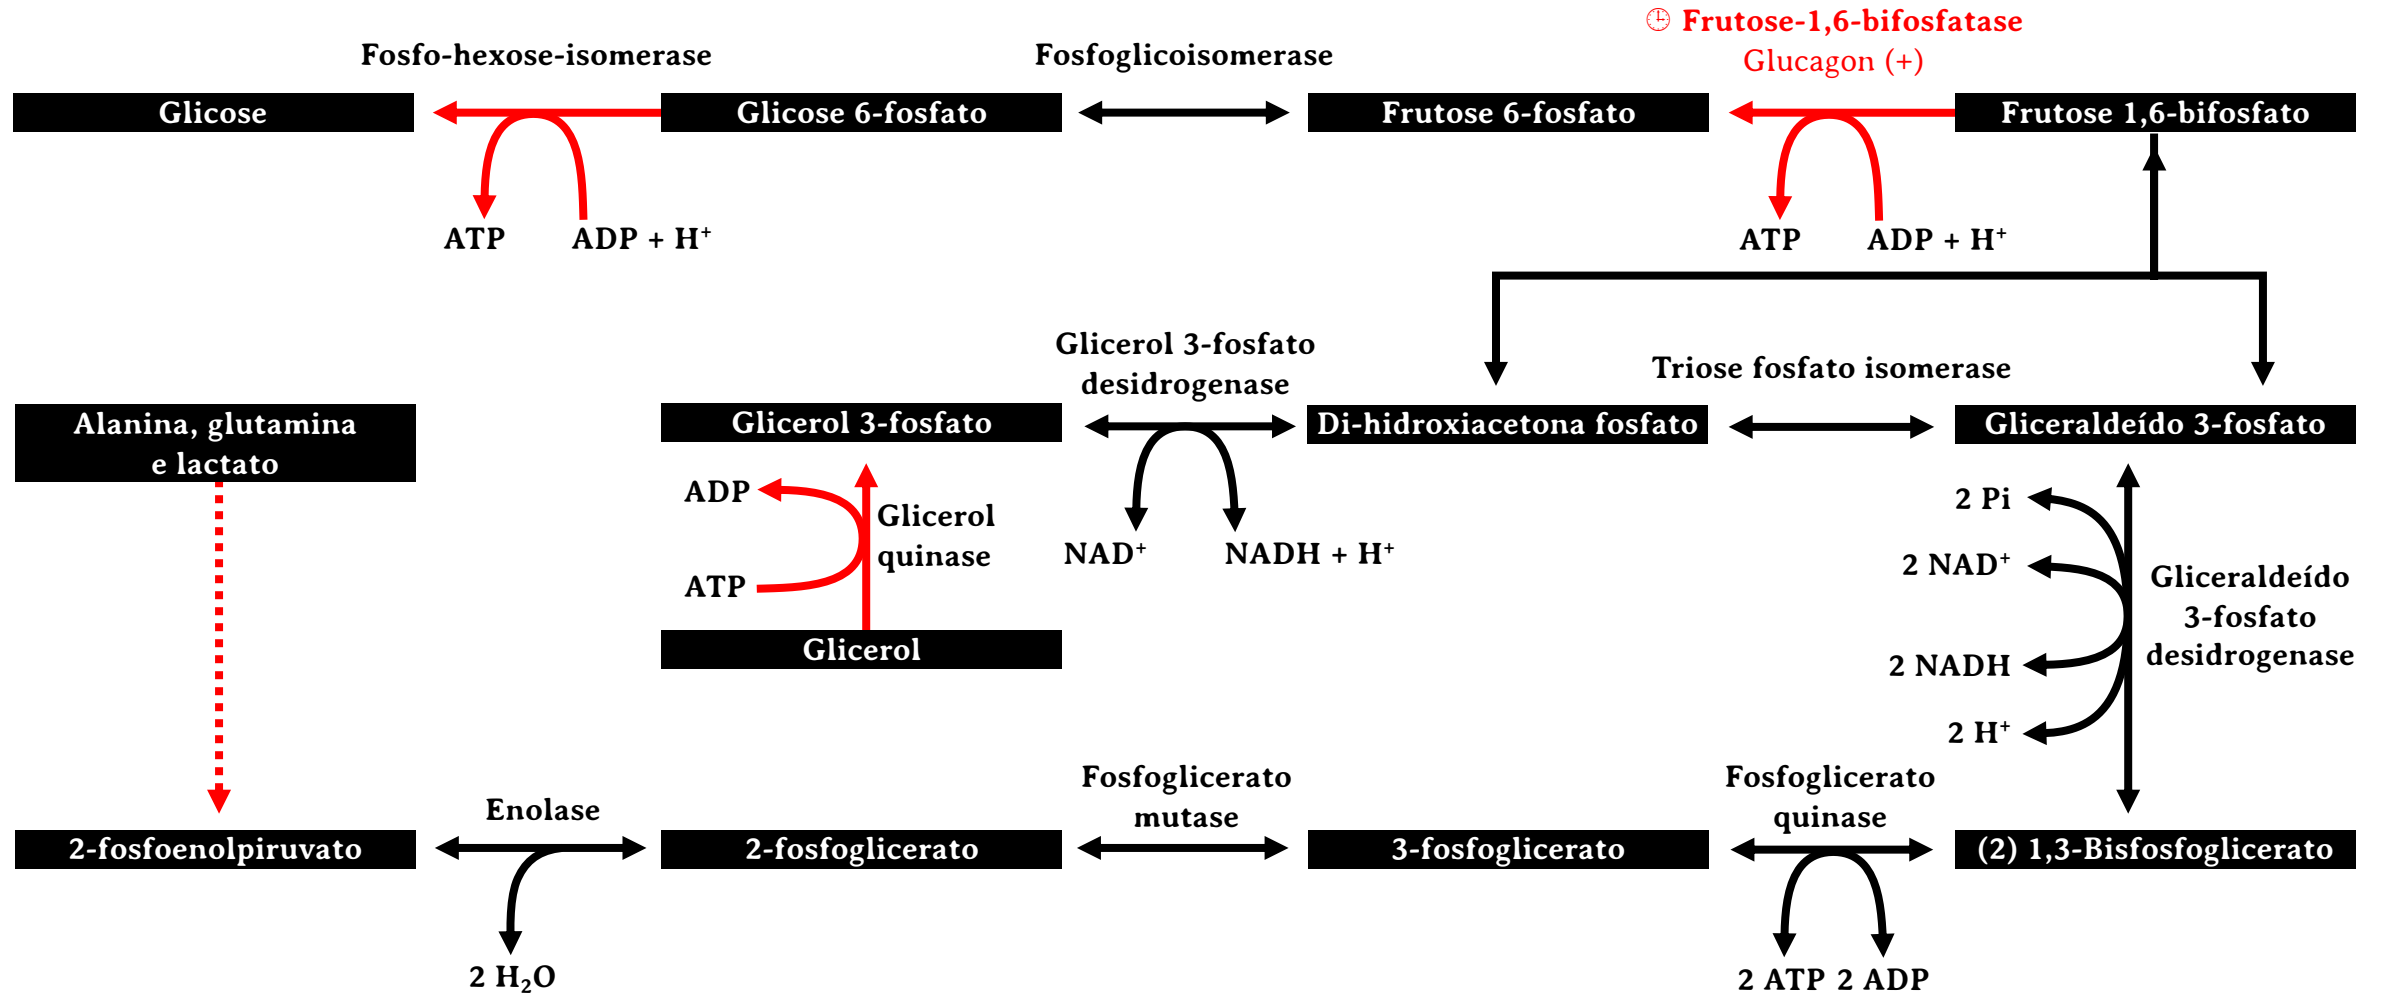 🕒 Frutose-1,6-bifosfatase
Glucagon (+)
Fosfo-hexose-isomerase
Fosfoglicoisomerase
Glicose
Glicose 6-fosfato
Frutose 6-fosfato
Frutose 1,6-bifosfato
ATP
ADP + H⁺
ATP
ADP + H⁺
Glicerol 3-fosfato
desidrogenase
Triose fosfato isomerase
Alanina, glutamina
e lactato
Glicerol 3-fosfato
Di-hidroxiacetona fosfato
Gliceraldeído 3-fosfato
ADP
ATP
Glicerol
quinase
NAD⁺
NADH + H⁺
Glicerol
2 Pi
2 NAD⁺
2 NADH
2 H⁺
Gliceraldeído
3-fosfato
desidrogenase
Enolase
Fosfoglicerato
mutase
Fosfoglicerato
quinase
2-fosfoenolpiruvato
2-fosfoglicerato
3-fosfoglicerato
(2) 1,3-Bisfosfoglicerato
2 H₂O
2 ATP
2 ADP